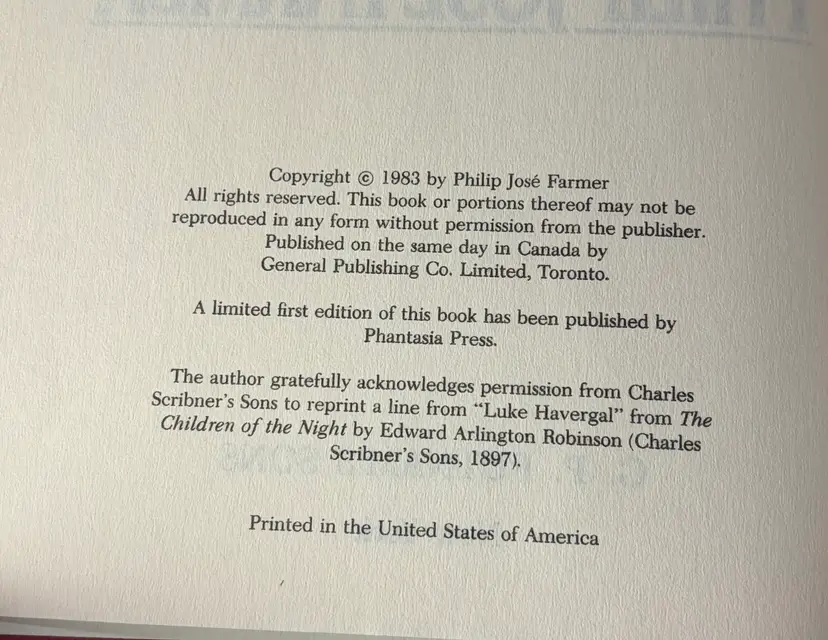 Copyright © 1983 by Philip José Farmer
All rights reserved. This book or portions thereof may not be
reproduced in any form without permission from the publisher.
Published on the same day in Canada by
General Publishing Co. Limited, Toronto.
A limited first edition of this book has been published by
Phantasia Press.
The author gratefully acknowledges permission from Charles
Scribner's Sons to reprint a line from “Luke Havergal” from The
Children of the Night by Edward Arlington Robinson (Charles
Scribner's Sons, 1897).
Printed in the United States of America